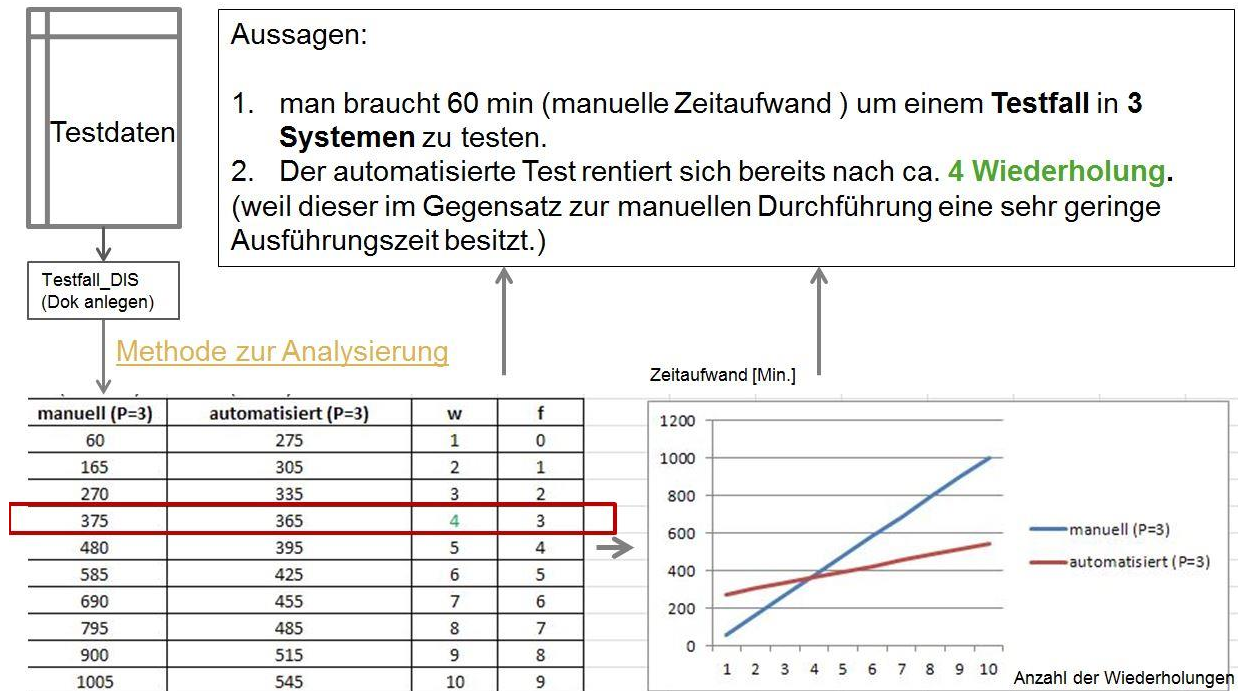 Testdaten
Testfall_DIS
(Dok anlegen)
Aussagen:
1. man braucht 60 min (manuelle Zeitaufwand ) um einem Testfall in 3
Systemen zu testen.
2. Der automatisierte Test rentiert sich bereits nach ca. 4 Wiederholung.
(weil dieser im Gegensatz zur manuellen Durchführung eine sehr geringe
Ausführungszeit besitzt.)
Methode zur Analysierung
manuell (P=3) automatisiert (P=3) w f
60 275 1 0
165 305 2 1
270 335 3 2
375 365 4 3
480 395 5 4
585 425 6 5
690 455 7 6
795 485 8 7
900 515 9 8
1005 545 10 9
Zeitaufwand [Min.]
1200
1000
800
600
400
200
0
1 2 3 4 5 6 7 8 9 10
manuell (P=3)
automatisiert (P=3)
Anzahl der Wiederholungen